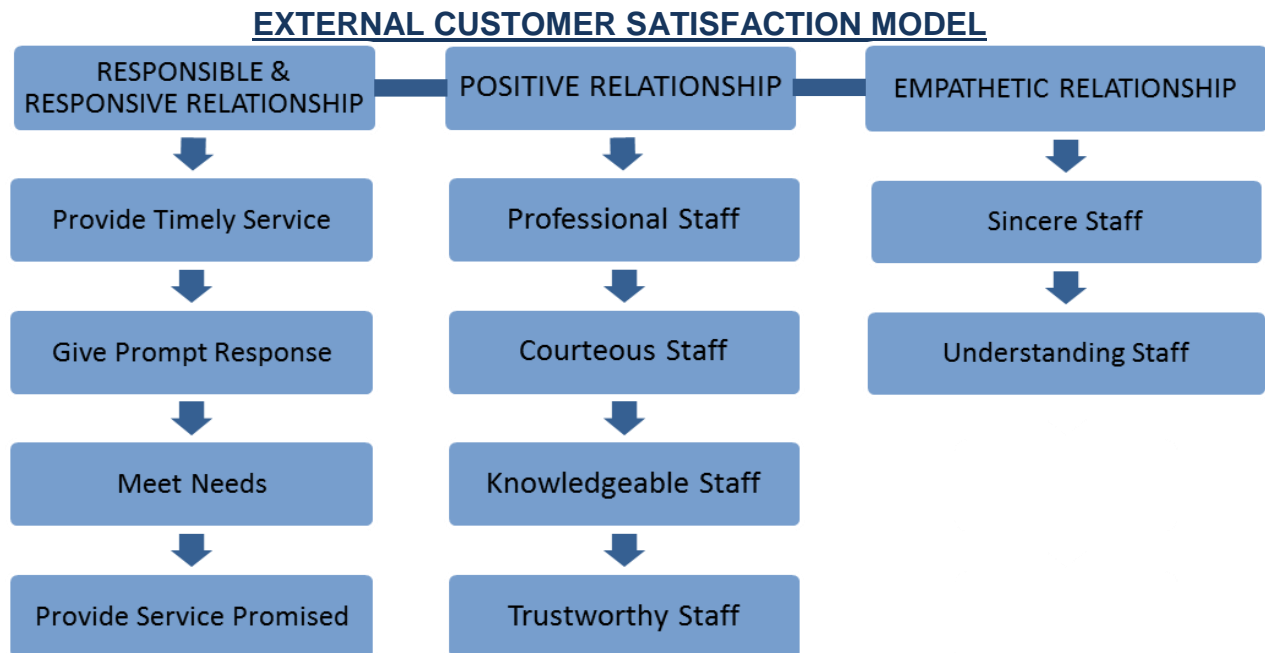 EXTERNAL CUSTOMER SATISFACTION MODEL
RESPONSIBLE &
RESPONSIVE RELATIONSHIP
Provide Timely Service
Give Prompt Response
Meet Needs
Provide Service Promised
POSITIVE RELATIONSHIP
Professional Staff
Courteous Staff
Knowledgeable Staff
Trustworthy Staff
EMPATHETIC RELATIONSHIP
Sincere Staff
Understanding Staff